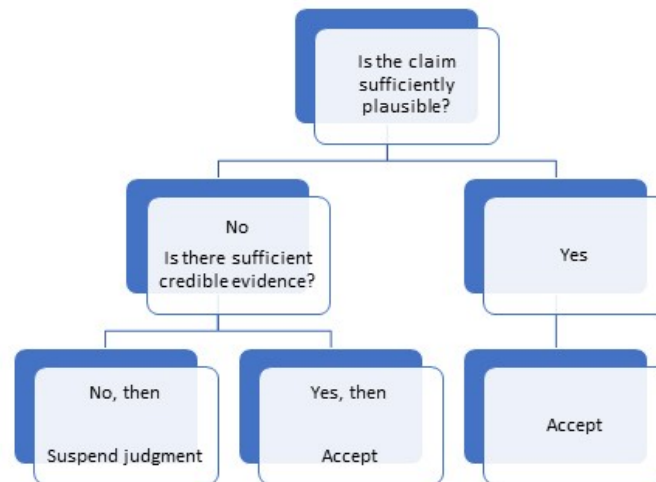 Is the claim
sufficiently
plausible?
No
Is there sufficient
credible evidence?
Yes
No, then
Suspend judgment
Yes, then
Accept
Accept